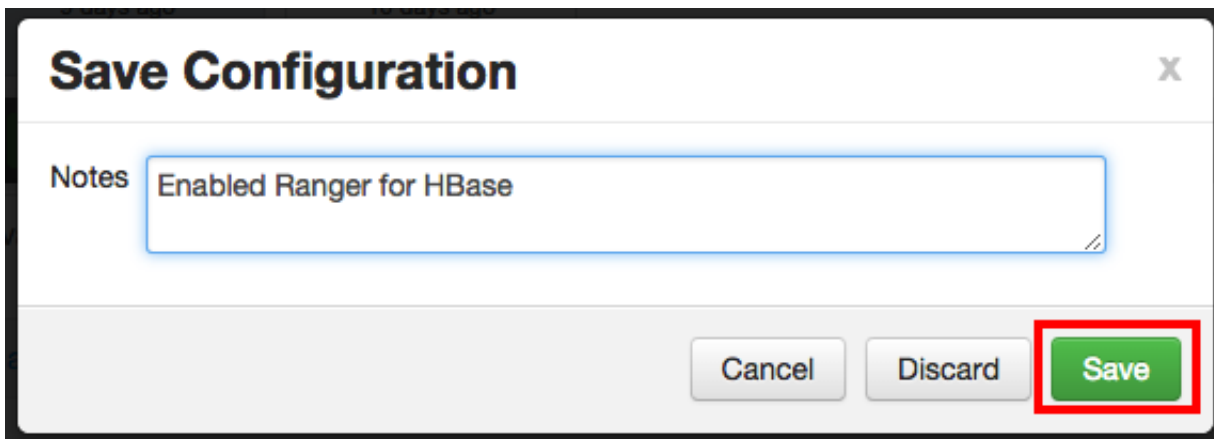 Save Configuration
x
Notes
Enabled Ranger for HBase
Cancel
Discard
Save